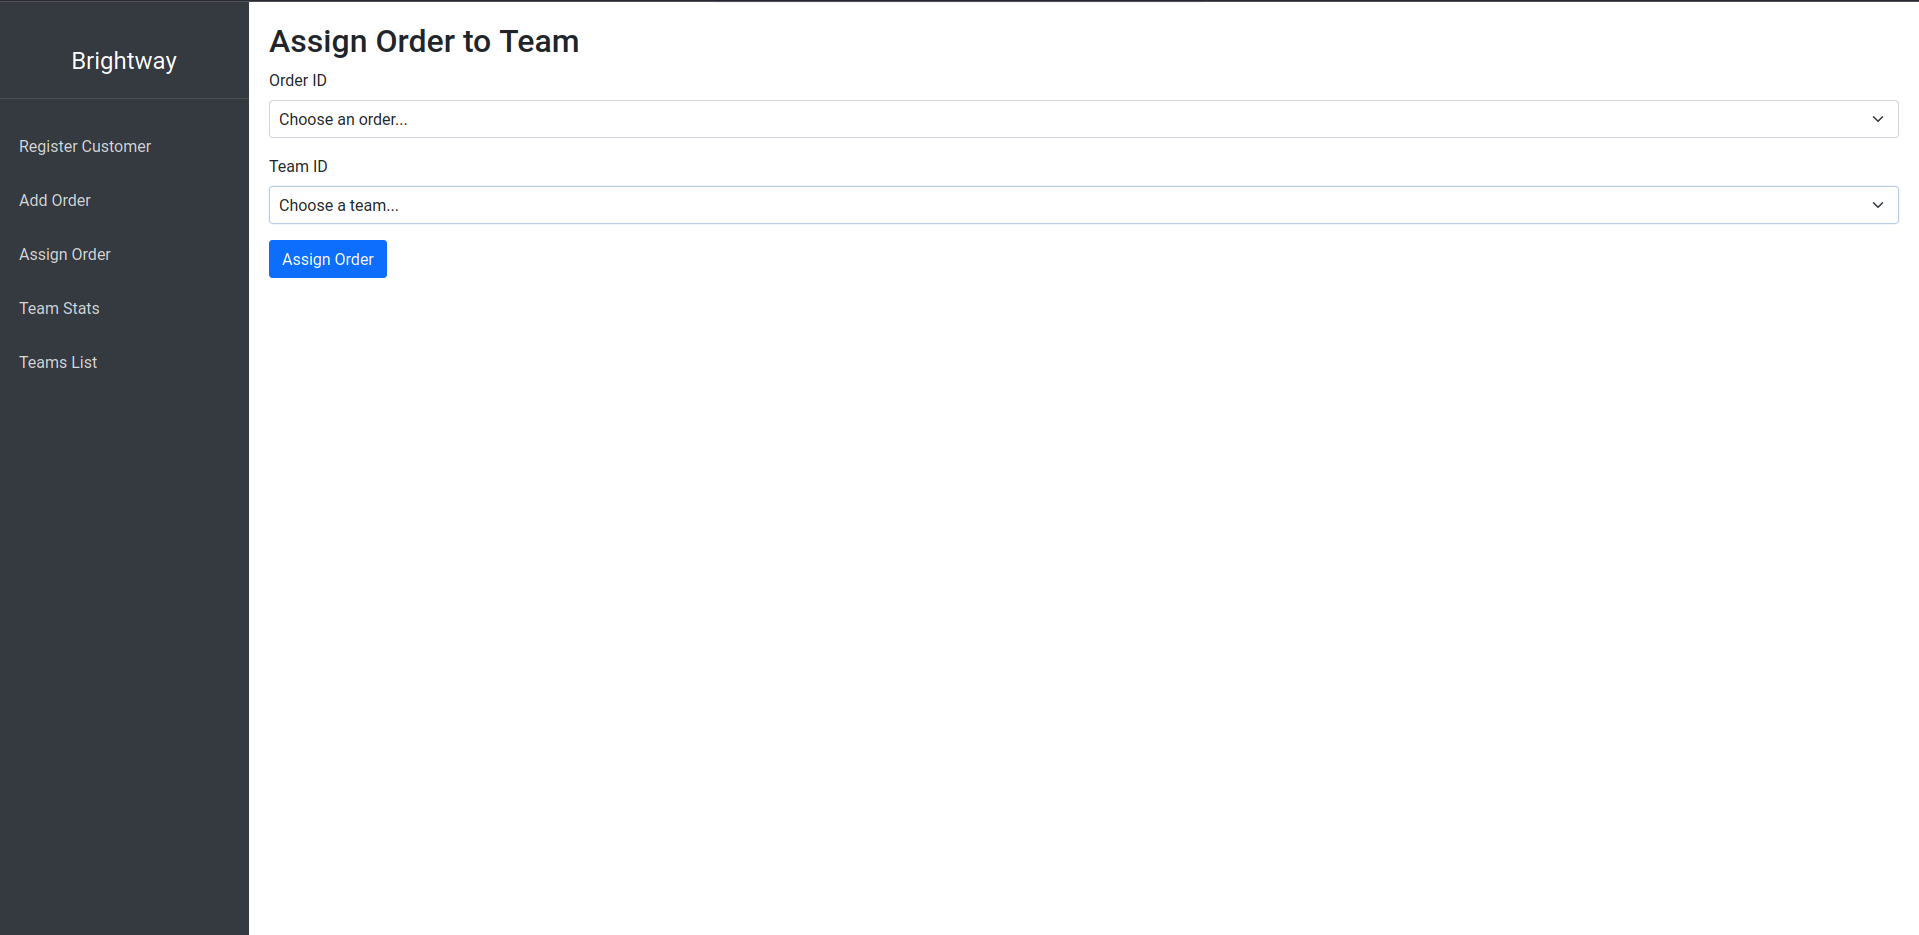 Brightway
Register Customer
Add Order
Assign Order
Team Stats
Teams List
Assign Order to Team
Order ID
Choose an order...
Team ID
Choose a team...
Assign Order